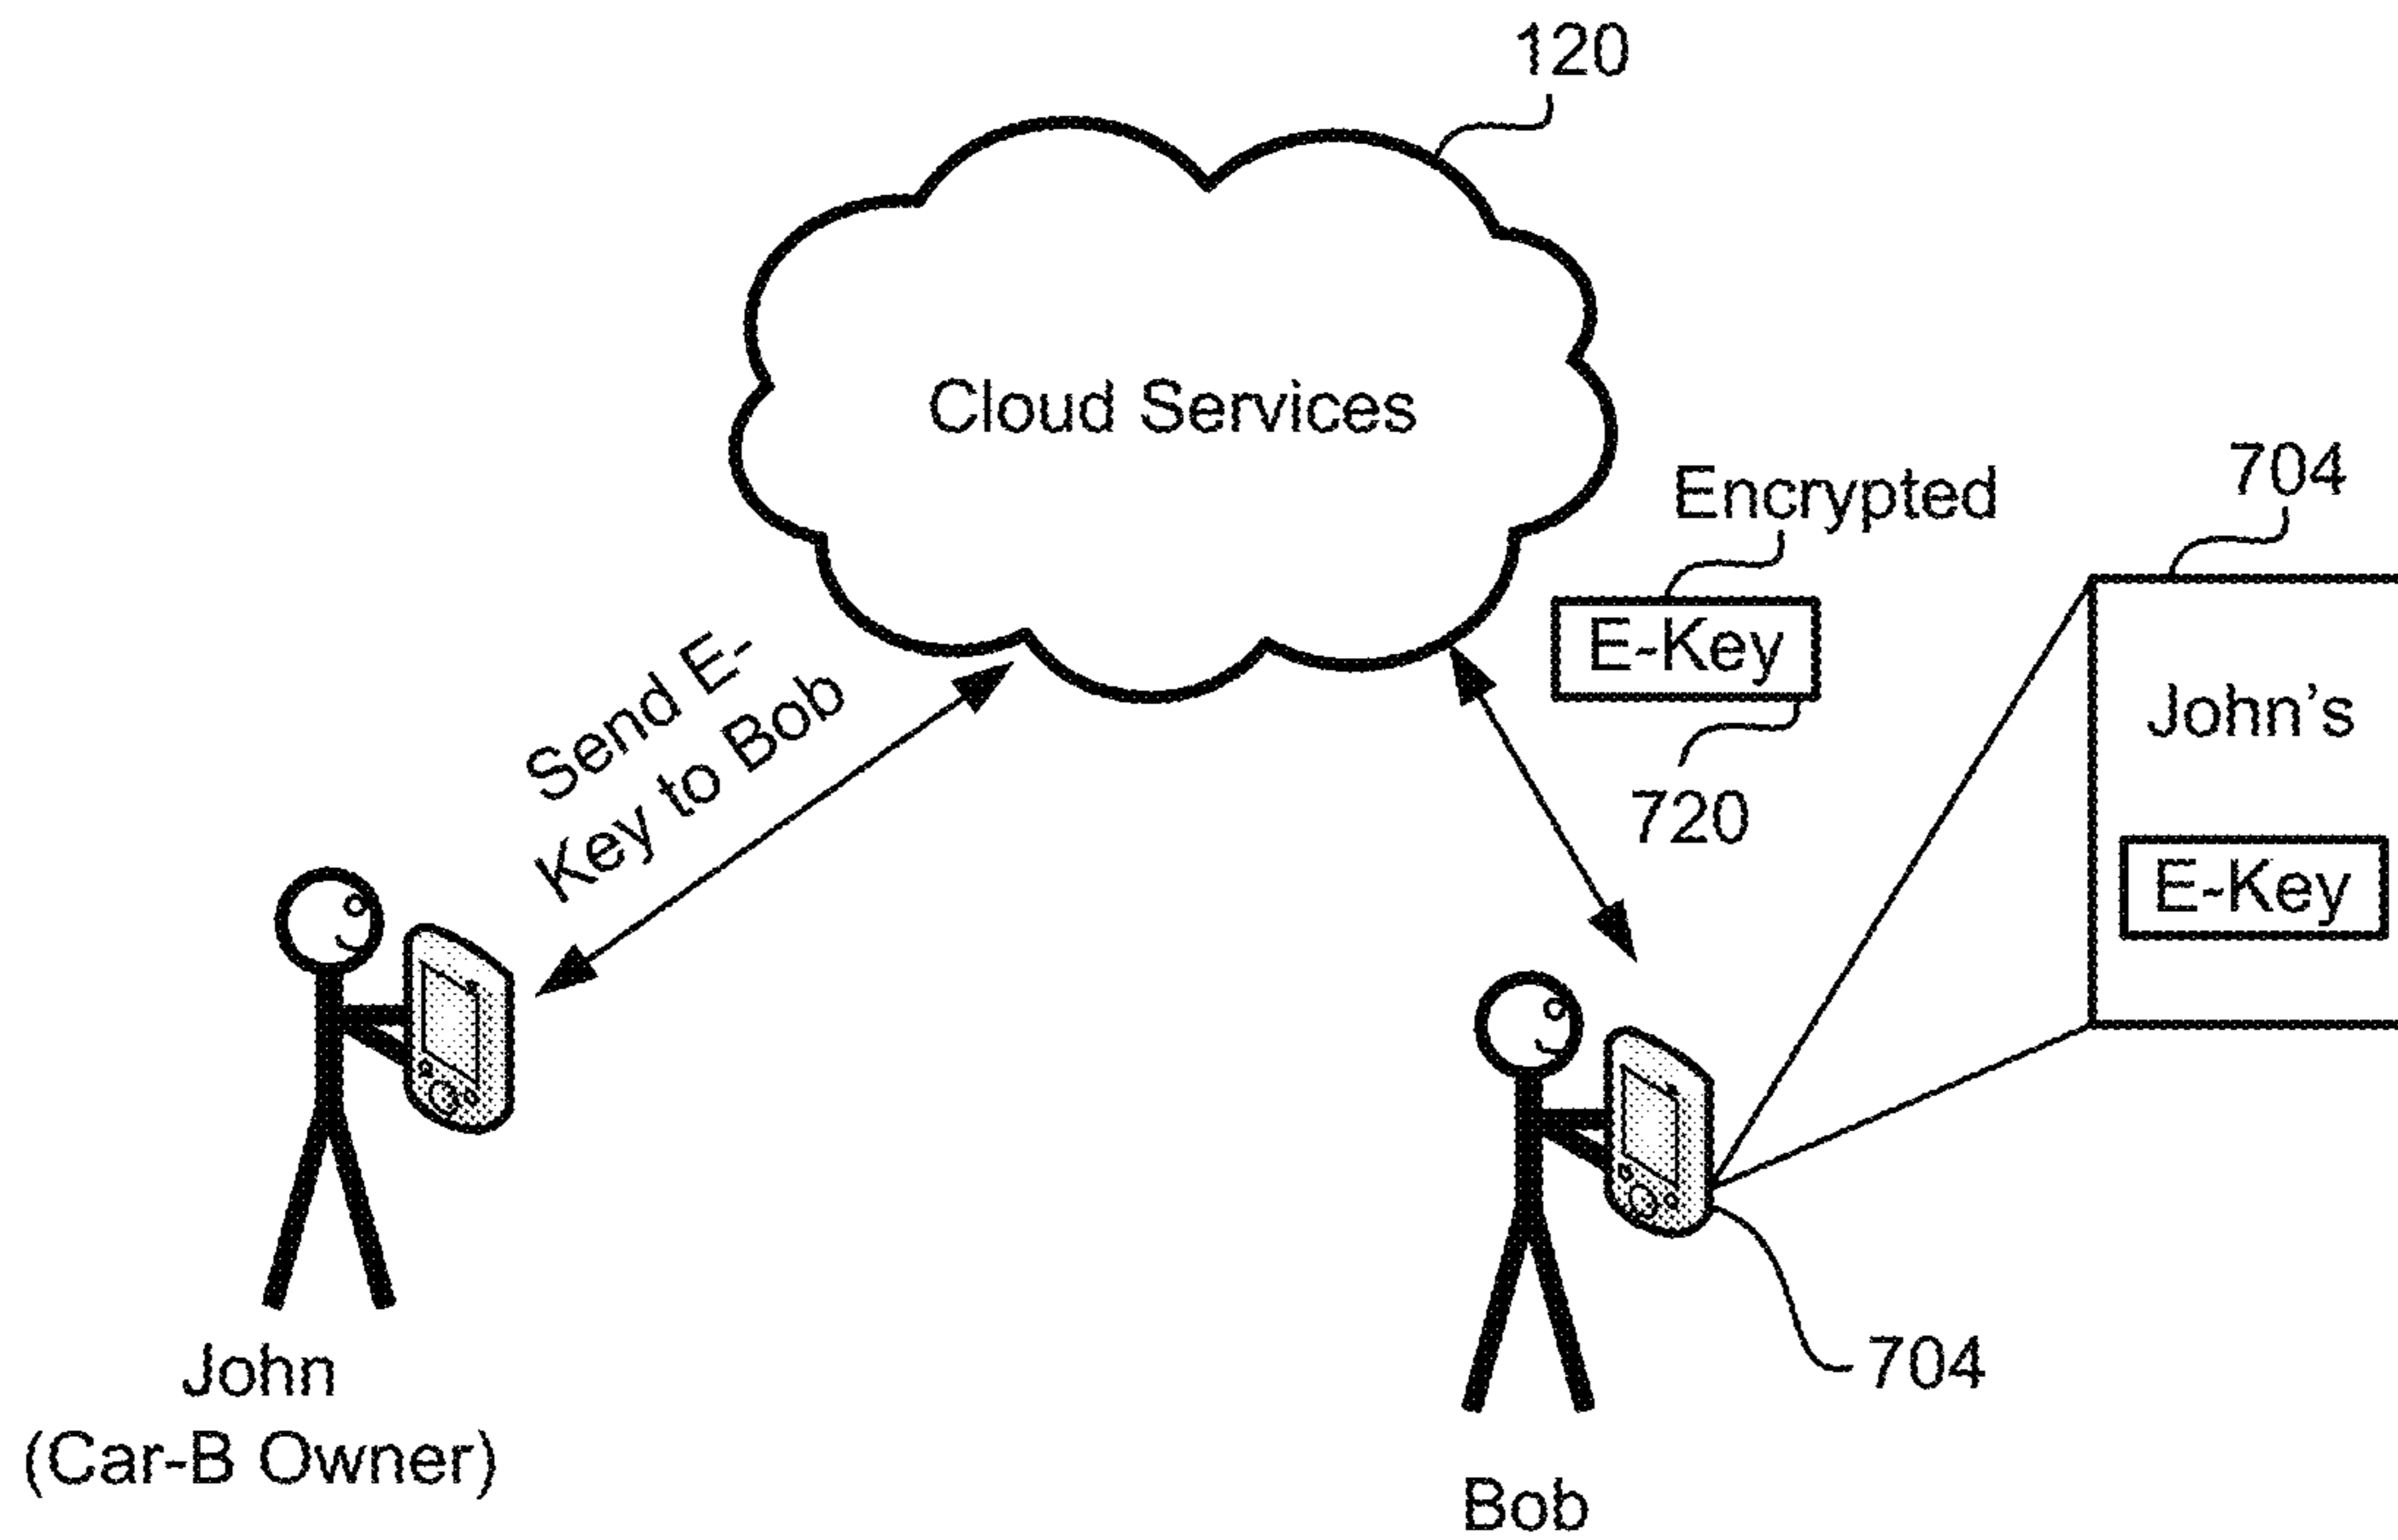 120
Cloud Services
Encrypted
E-Key
720
704
John's
E-Key
Send E-
Key to Bob
John
(Car-B Owner)
704
Bob